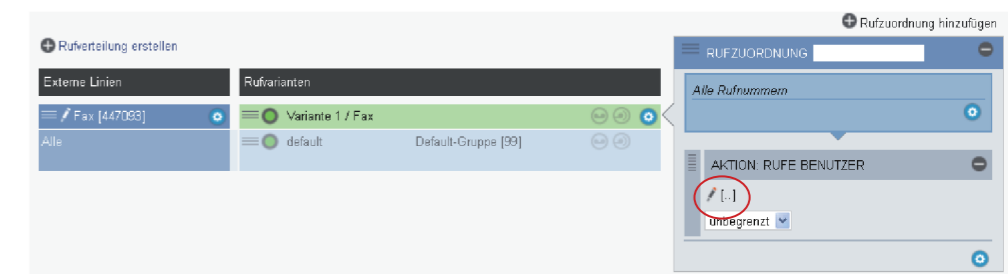 Rufzuordnung hinzufügen
Rufverteilung erstellen
RUFZUORDNUNG
Externe Linien
Rufvarianten
Alle Rufnummern
Fax [447093]
Variante 1 / Fax
Alle
default
Default-Gruppe [99]
AKTION: RUFE BENUTZER
[...]
unbegrenzt